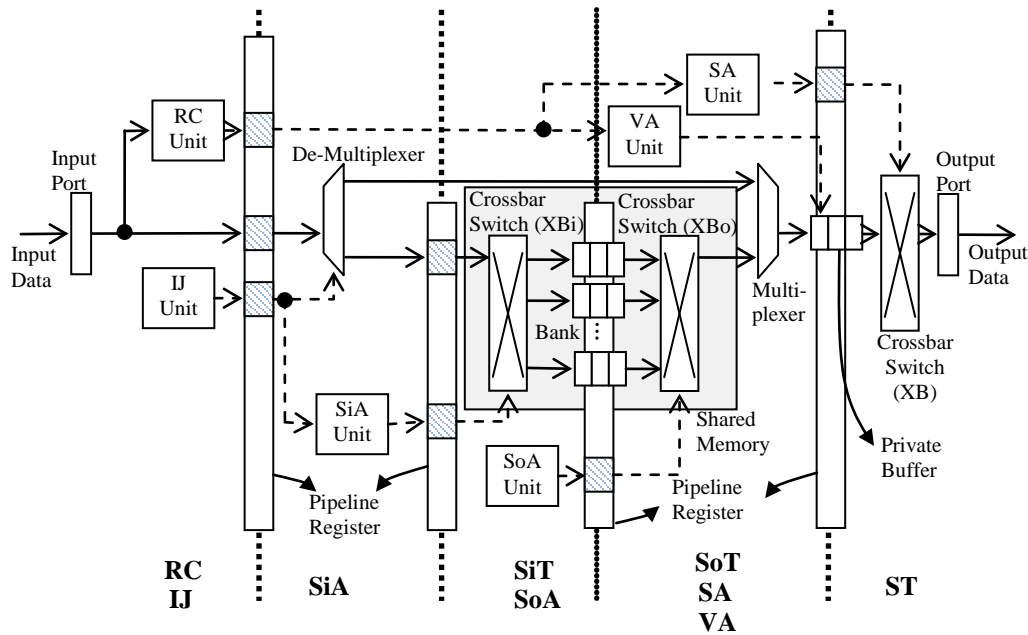 SA
Unit
RC
Unit
VA
Unit
Input
Port
De-Multiplexer
Output
Port
Crossbar
Switch (XBi)
Crossbar
Switch (XBo)
Input
Data
Output
Data
IJ
Unit
Multi-
plexer
Bank
...
Crossbar
Switch
(XB)
SiA
Unit
Shared
Memory
Private
Buffer
SoA
Unit
Pipeline
Register
Pipeline
Register
RC
IJ
SiA
SiT
SoA
SoT
SA
VA
ST